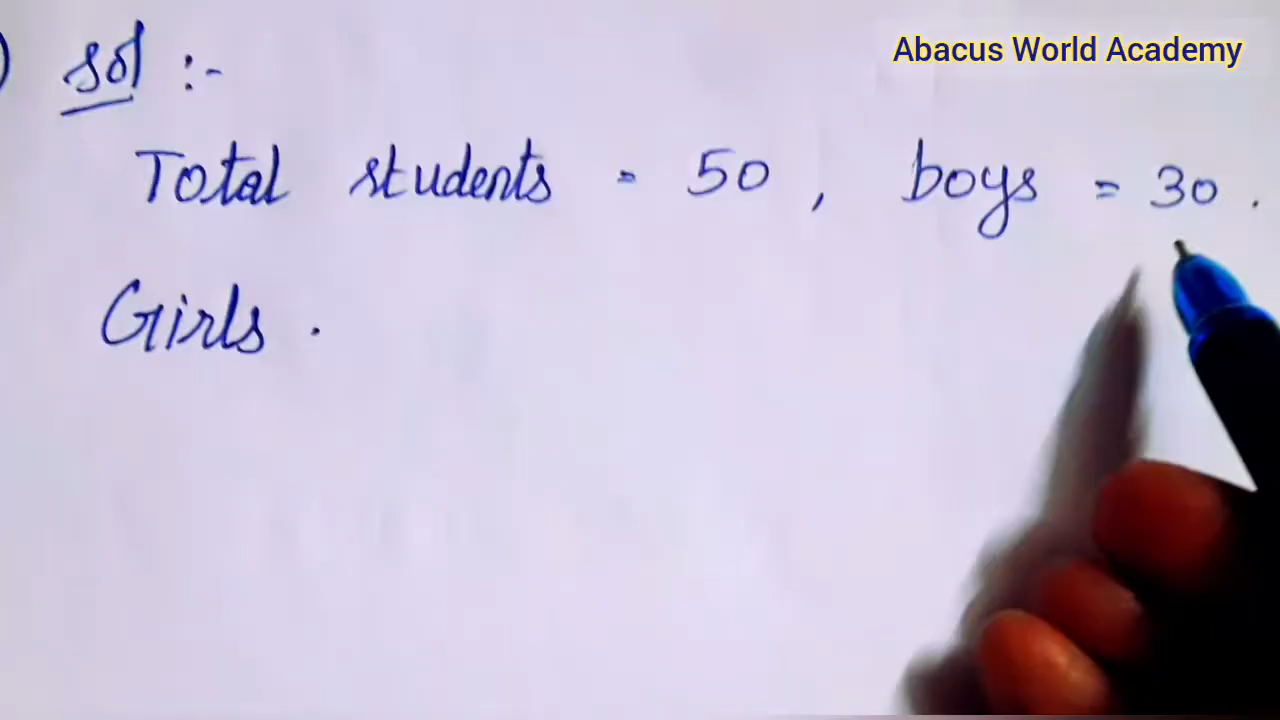 Abacus World Academy
) Sol :-
Total students = 50 , boys = 30 .
Girls .